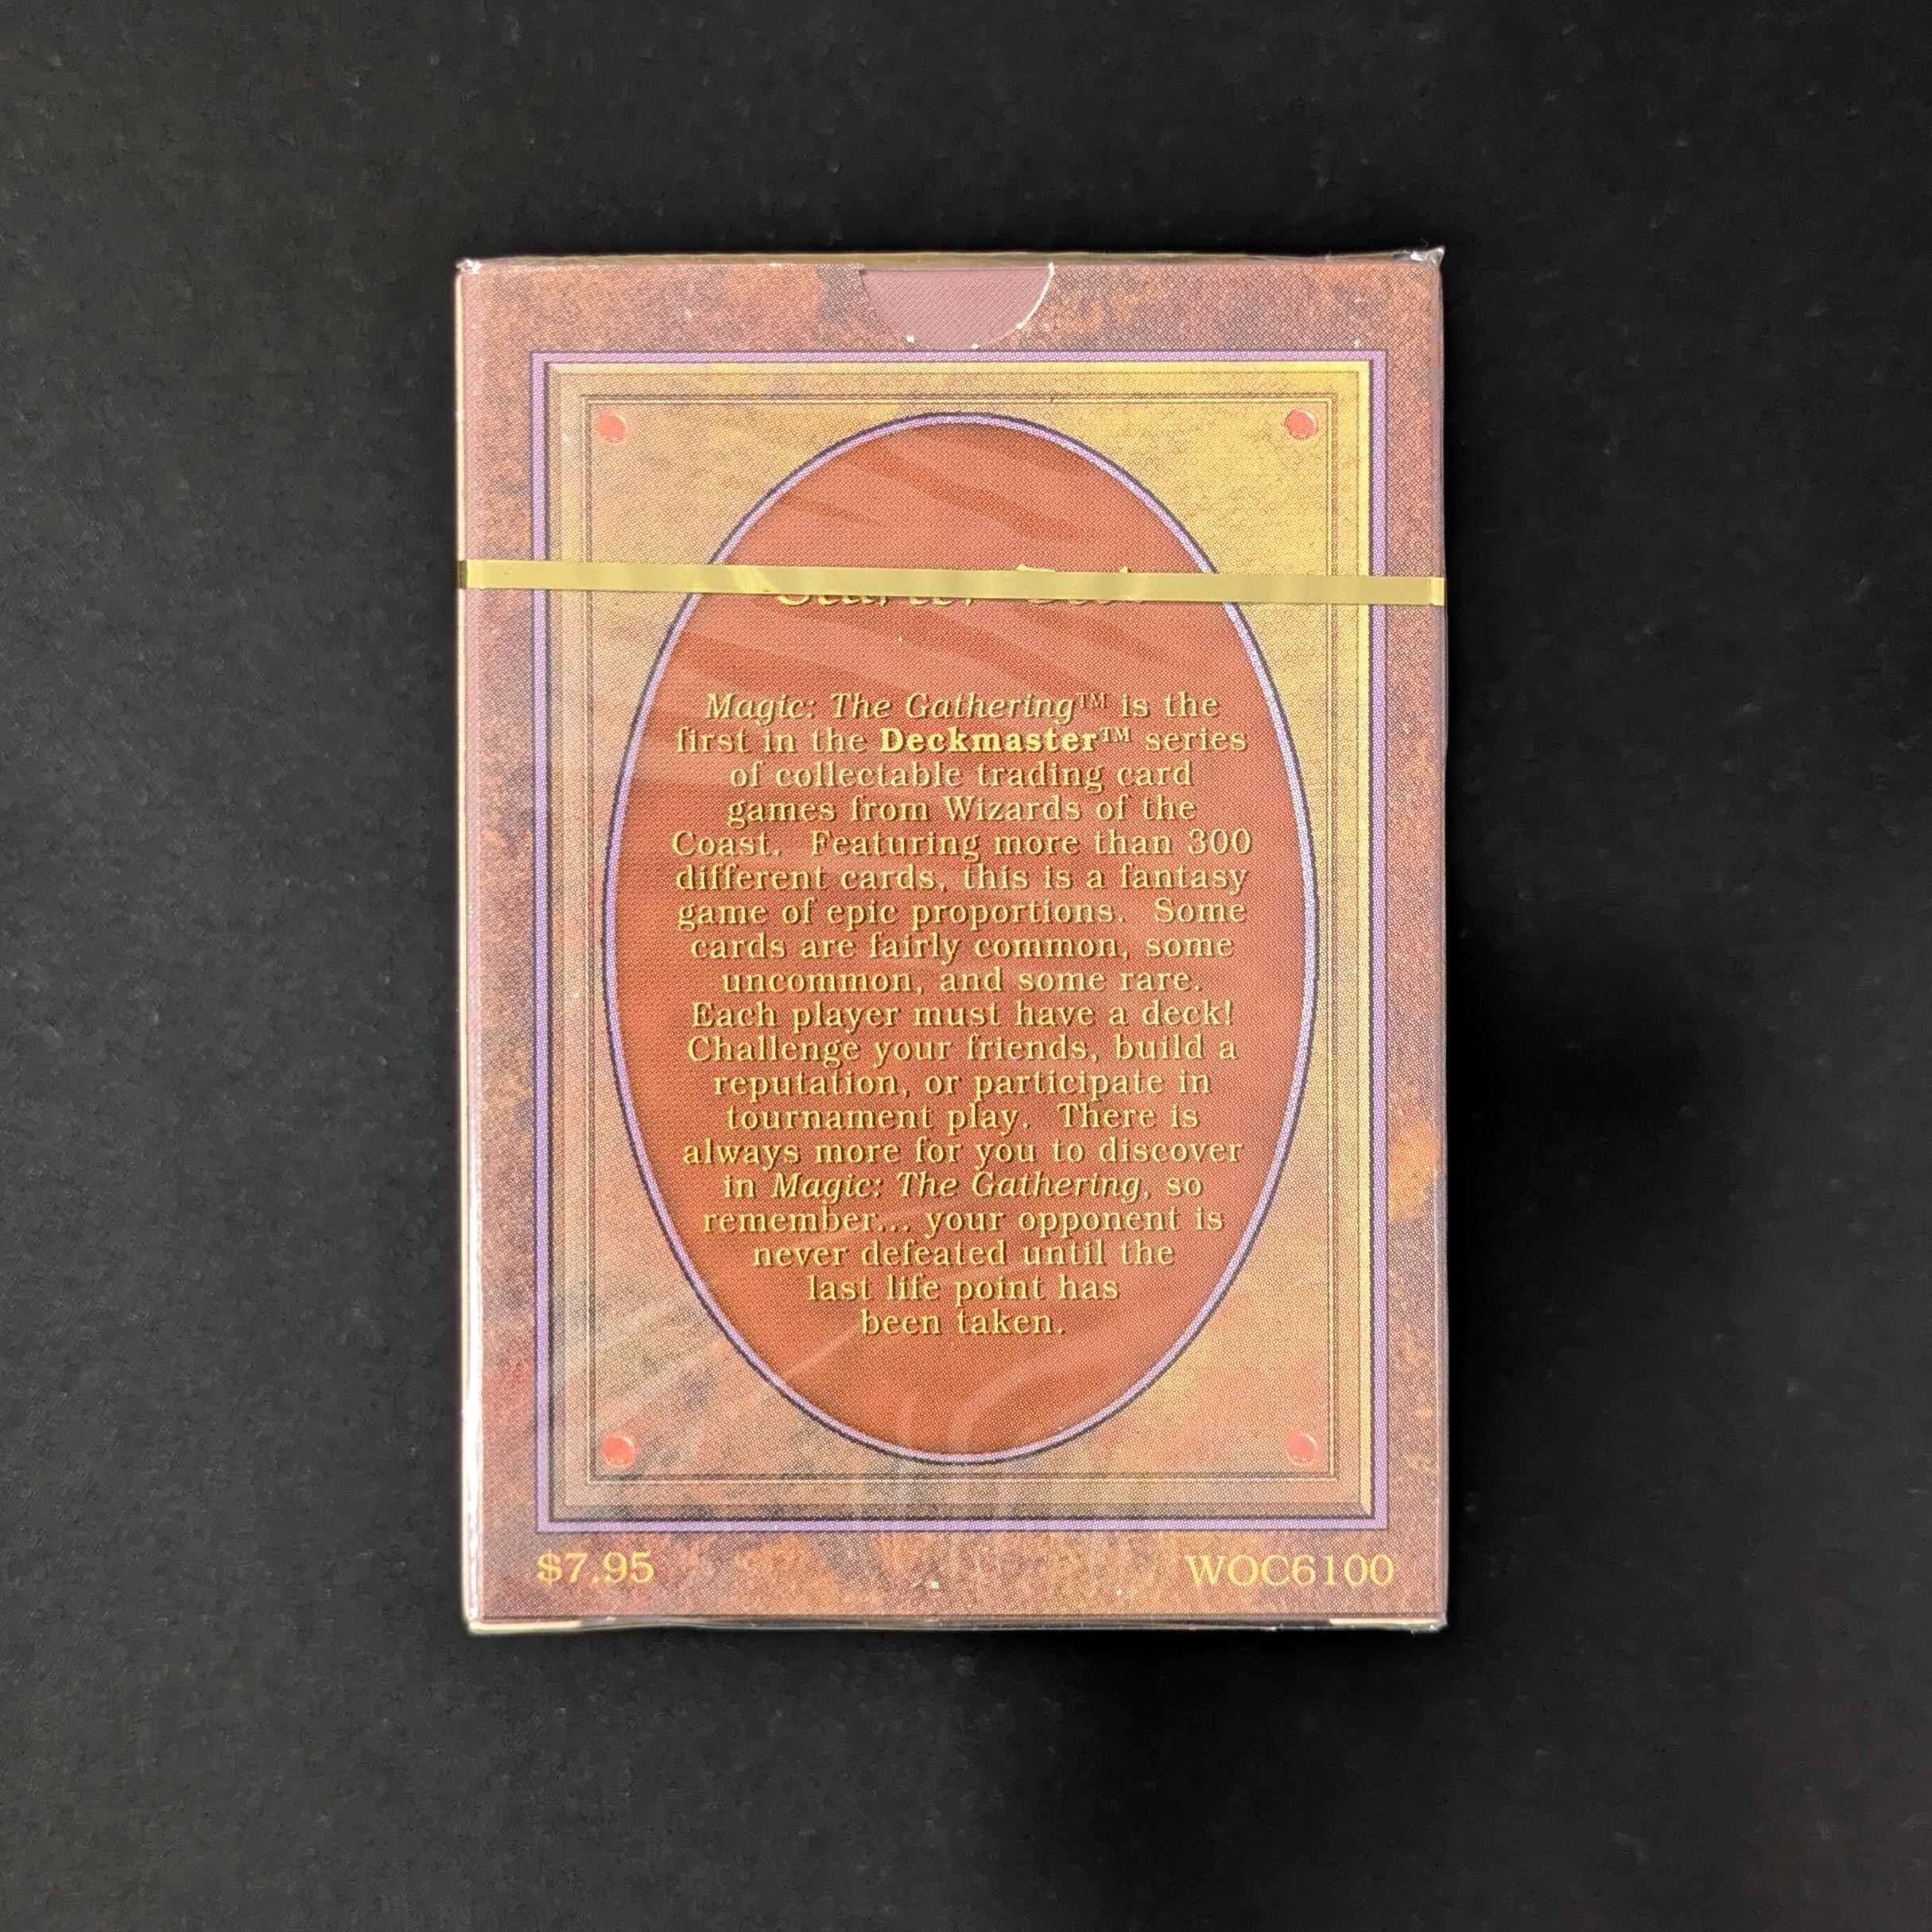 Starter Deck
Magic: The Gathering™ is the
first in the Deckmaster™ series
of collectable trading card
games from Wizards of the
Coast. Featuring more than 300
different cards, this is a fantasy
game of epic proportions. Some
cards are fairly common, some
uncommon, and some rare.
Each player must have a deck!
Challenge your friends, build a
reputation, or participate in
tournament play. There is
always more for you to discover
in Magic: The Gathering, so
remember... your opponent is
never defeated until the
last life point has
been taken.
$7.95 WOC6100